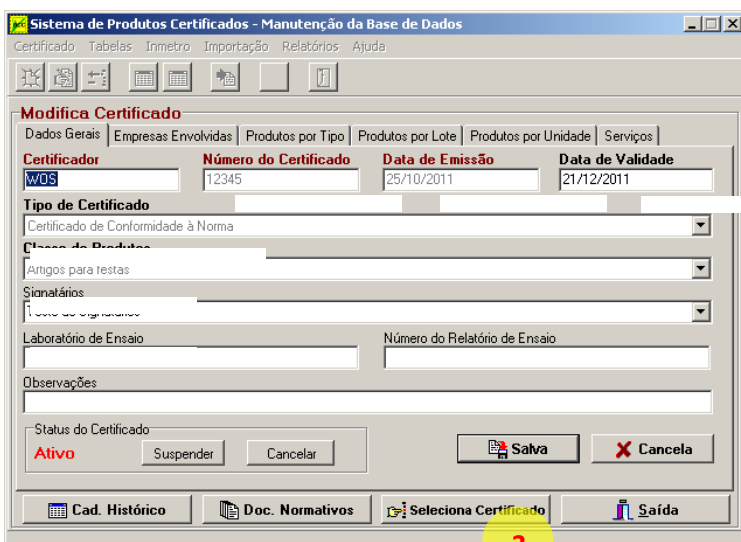 Sistema de Produtos Certificados - Manutenção da Base de Dados
Certificado Tabelas Inmetro Importação Relatórios Ajuda
Modifica Certificado
Dados Gerais Empresas Envolvidas Produtos por Tipo Produtos por Lote Produtos por Unidade Serviços
Certificador Número do Certificado Data de Emissão Data de Validade
WOS 12345 25/10/2011 21/12/2011
Tipo de Certificado
Certificado de Conformidade à Norma
Classe de Produtos
Artigos para festas
Signatários
Laboratório de Ensaio Número do Relatório de Ensaio
Observações
Status do Certificado
Ativo Suspender Cancelar Salva Cancela
Cad. Histórico Doc. Normativos Seleciona Certificado Saída